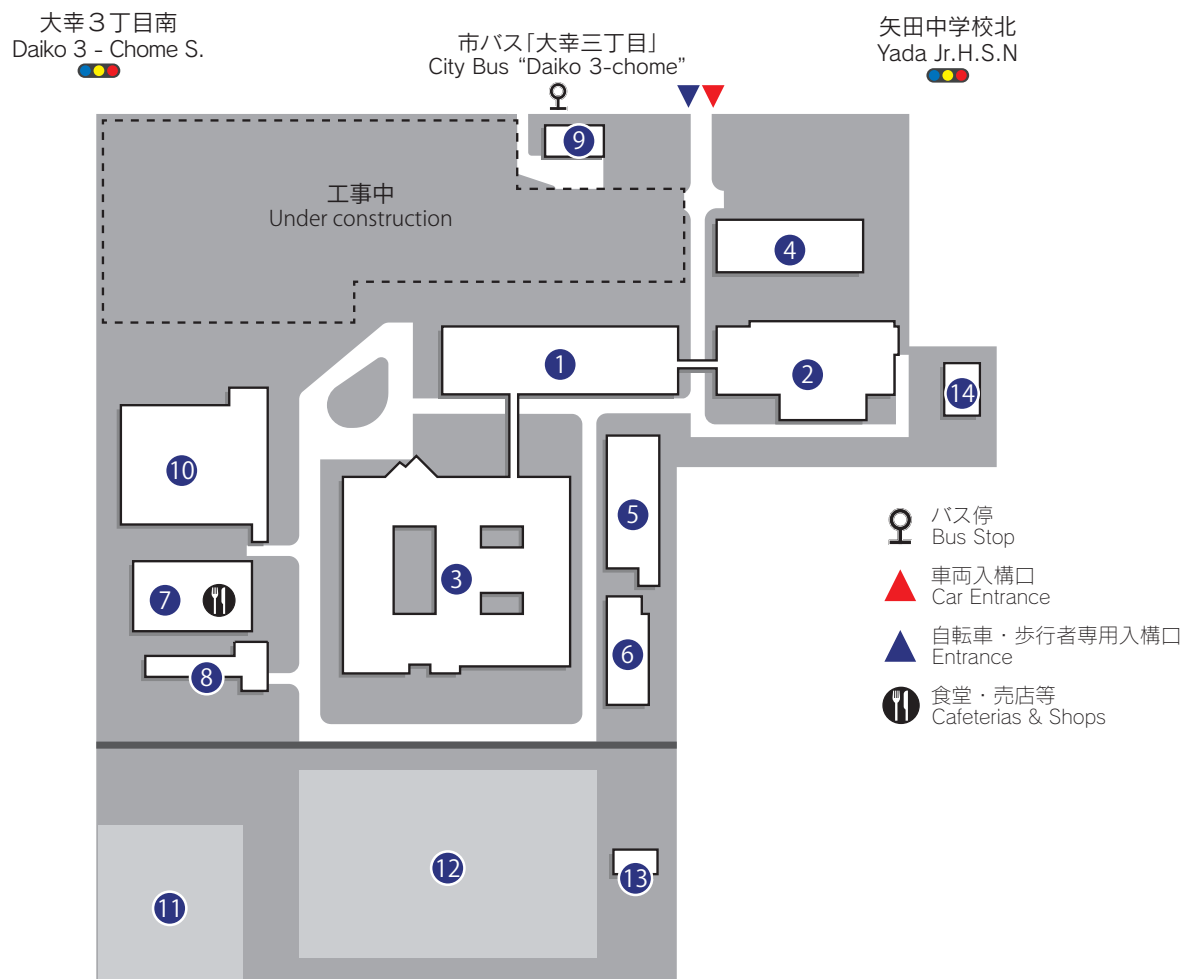 大幸３丁目南
Daiko 3 - Chome S.
市バス「大幸三丁目」
City Bus “Daiko 3-chome”
矢田中学校北
Yada Jr.H.S.N
9
工事中
Under construction
4
1
2
14
10
5
3
7
6
8
バス停
Bus Stop
車両入構口
Car Entrance
自転車・歩行者専用入構口
Entrance
食堂・売店等
Cafeterias & Shops
12
13
11